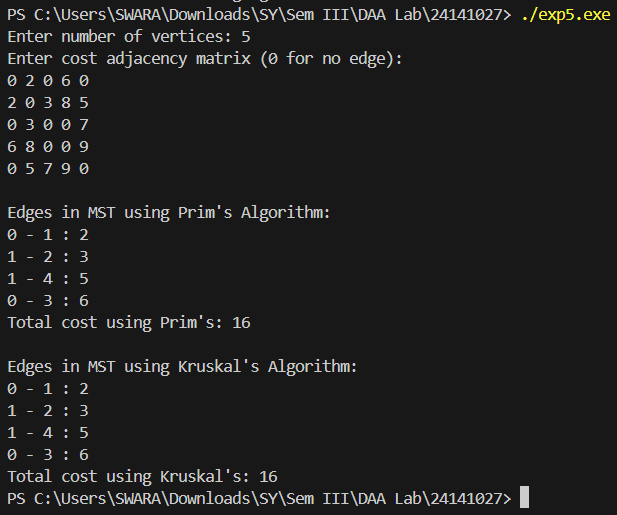 PS C:\Users\SWARA\Downloads\SY\Sem III\DAA Lab\24141027> ./exp5.exe
Enter number of vertices: 5
Enter cost adjacency matrix (0 for no edge):
0 2 0 6 0
2 0 3 8 5
0 3 0 0 7
6 8 0 0 9
0 5 7 9 0

Edges in MST using Prim's Algorithm:
0 - 1 : 2
1 - 2 : 3
1 - 4 : 5
0 - 3 : 6
Total cost using Prim's: 16

Edges in MST using Kruskal's Algorithm:
0 - 1 : 2
1 - 2 : 3
1 - 4 : 5
0 - 3 : 6
Total cost using Kruskal's: 16
PS C:\Users\SWARA\Downloads\SY\Sem III\DAA Lab\24141027>